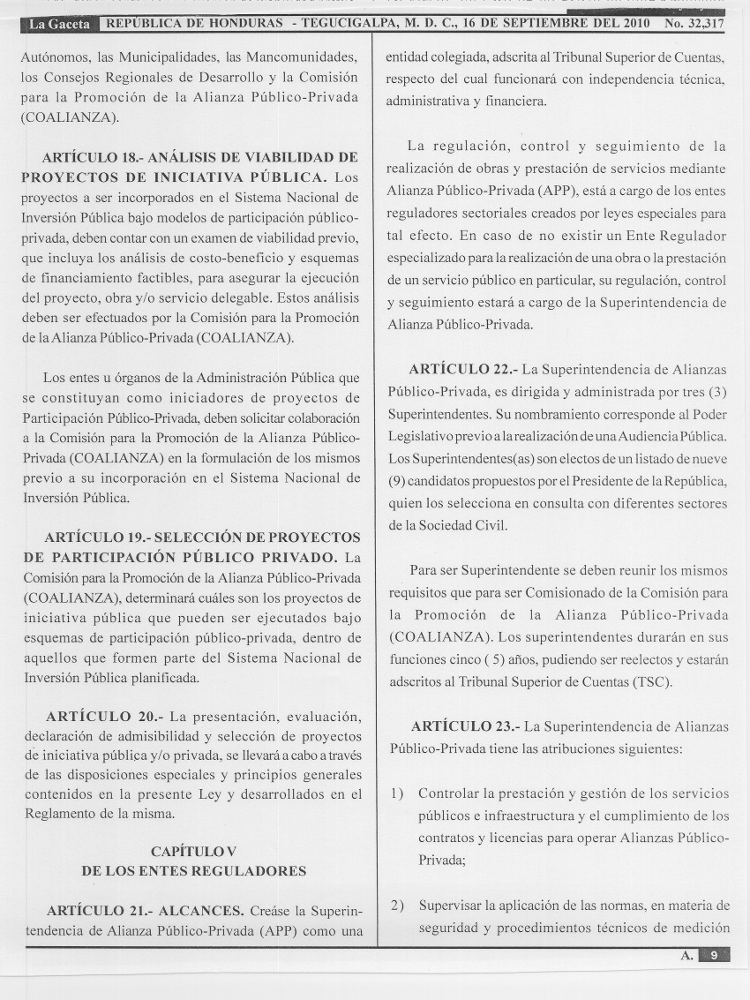 La Gaceta REPÚBLICA DE HONDURAS - TEGUCIGALPA, M. D. C., 16 DE SEPTIEMBRE DEL 2010 No. 32,317
Autónomos, las Municipalidades, las Mancomunidades,
los Consejos Regionales de Desarrollo y la Comisión
para la Promoción de la Alianza Público-Privada
(COALIANZA).
ARTÍCULO 18.- ANÁLISIS DE VIABILIDAD DE
PROYECTOS DE INICIATIVA PÚBLICA. Los
proyectos a ser incorporados en el Sistema Nacional de
Inversión Pública bajo modelos de participación público-
privada, deben contar con un examen de viabilidad previo,
que incluya los análisis de costo-beneficio y esquemas
de financiamiento factibles, para asegurar la ejecución
del proyecto, obra y/o servicio delegable. Estos análisis
deben ser efectuados por la Comisión para la Promoción
de la Alianza Público-Privada (COALIANZA).
Los entes u órganos de la Administración Pública que
se constituyan como iniciadores de proyectos de
Participación Público-Privada, deben solicitar colaboración
a la Comisión para la Promoción de la Alianza Público-
Privada (COALIANZA) en la formulación de los mismos
previo a su incorporación en el Sistema Nacional de
Inversión Pública.
ARTÍCULO 19.- SELECCIÓN DE PROYECTOS
DE PARTICIPACIÓN PÚBLICO PRIVADO. La
Comisión para la Promoción de la Alianza Público-Privada
(COALIANZA), determinará cuáles son los proyectos de
iniciativa pública que pueden ser ejecutados bajo
esquemas de participación público-privada, dentro de
aquellos que formen parte del Sistema Nacional de
Inversión Pública planificada.
ARTÍCULO 20.- La presentación, evaluación,
declaración de admisibilidad y selección de proyectos
de iniciativa pública y/o privada, se llevará a cabo a través
de las disposiciones especiales y principios generales
contenidos en la presente Ley y desarrollados en el
Reglamento de la misma.
CAPÍTULO V
DE LOS ENTES REGULADORES
ARTÍCULO 21.- ALCANCES. Creáse la Superin-
tendencia de Alianza Público-Privada (APP) como una
entidad colegiada, adscrita al Tribunal Superior de Cuentas,
respecto del cual funcionará con independencia técnica,
administrativa y financiera.
La regulación, control y seguimiento de la
realización de obras y prestación de servicios mediante
Alianza Público-Privada (APP), está a cargo de los entes
reguladores sectoriales creados por leyes especiales para
tal efecto. En caso de no existir un Ente Regulador
especializado para la realización de una obra o la prestación
de un servicio público en particular, su regulación, control
y seguimiento estará a cargo de la Superintendencia de
Alianza Público-Privada.
ARTÍCULO 22.- La Superintendencia de Alianzas
Público-Privada, es dirigida y administrada por tres (3)
Superintendentes. Su nombramiento corresponde al Poder
Legislativo previo a la realización de una Audiencia Pública.
Los Superintendentes(as) son electos de un listado de nueve
(9) candidatos propuestos por el Presidente de la República,
quien los selecciona en consulta con diferentes sectores
de la Sociedad Civil.
Para ser Superintendente se deben reunir los mismos
requisitos que para ser Comisionado de la Comisión para
la Promoción de la Alianza Público-Privada
(COALIANZA). Los superintendentes durarán en sus
funciones cinco ( 5) años, pudiendo ser reelectos y estarán
adscritos al Tribunal Superior de Cuentas (TSC).
ARTÍCULO 23.- La Superintendencia de Alianzas
Público-Privada tiene las atribuciones siguientes:
1) Controlar la prestación y gestión de los servicios
públicos e infraestructura y el cumplimiento de los
contratos y licencias para operar Alianzas Público-
Privada;
2) Supervisar la aplicación de las normas, en materia de
seguridad y procedimientos técnicos de medición
A. 9